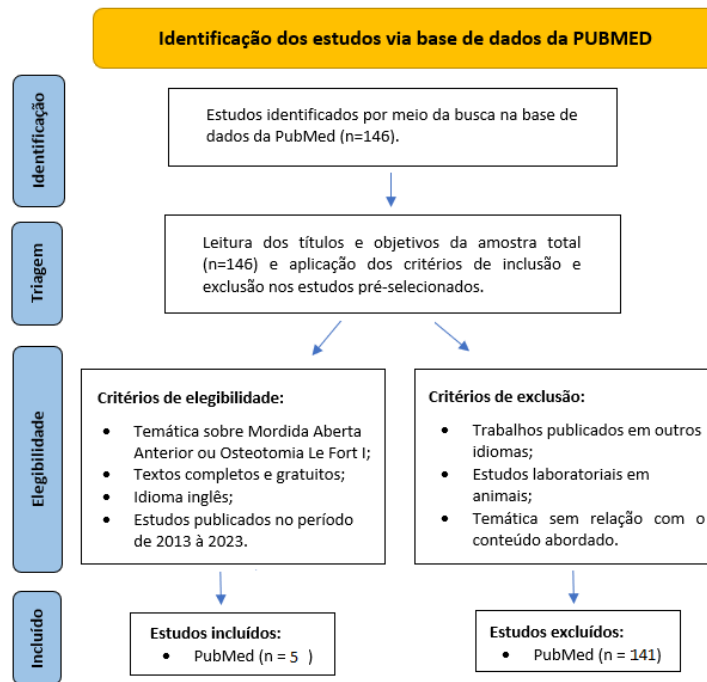 Identificação dos estudos via base de dados da PUBMED
Identificação
Estudos identificados por meio da busca na base de
dados da PubMed (n=146).
Triagem
Leitura dos títulos e objetivos da amostra total
(n=146) e aplicação dos critérios de inclusão e
exclusão nos estudos pré-selecionados.
Elegibilidade
Critérios de elegibilidade:
• Temática sobre Mordida Aberta
Anterior ou Osteotomia Le Fort I;
• Textos completos e gratuitos;
• Idioma inglês;
• Estudos publicados no período
de 2013 à 2023.
Critérios de exclusão:
• Trabalhos publicados em outros
idiomas;
• Estudos laboratoriais em
animais;
• Temática sem relação com o
conteúdo abordado.
Incluído
Estudos incluídos:
• PubMed (n = 5 )
Estudos excluídos:
• PubMed (n = 141)